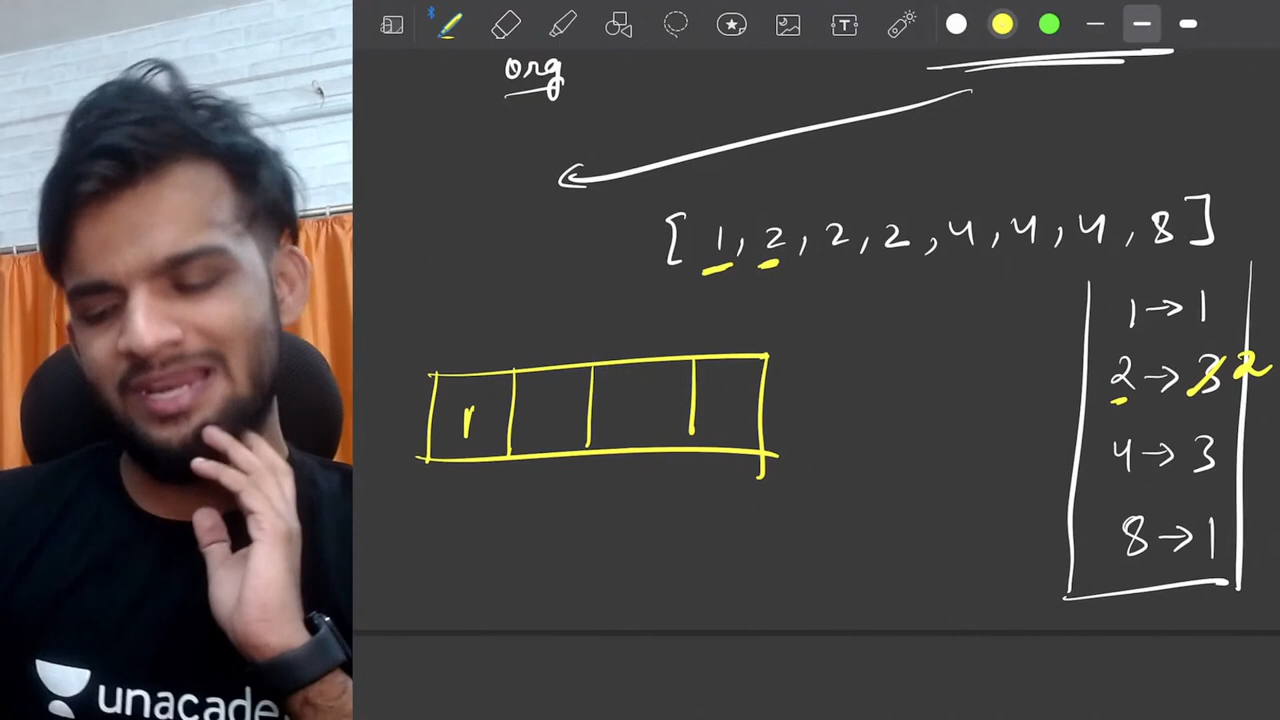 org
[1, 2, 2, 2, 4, 4, 4, 8]
1
1 → 1
2 → 3 2
4 → 3
8 → 1
unacade